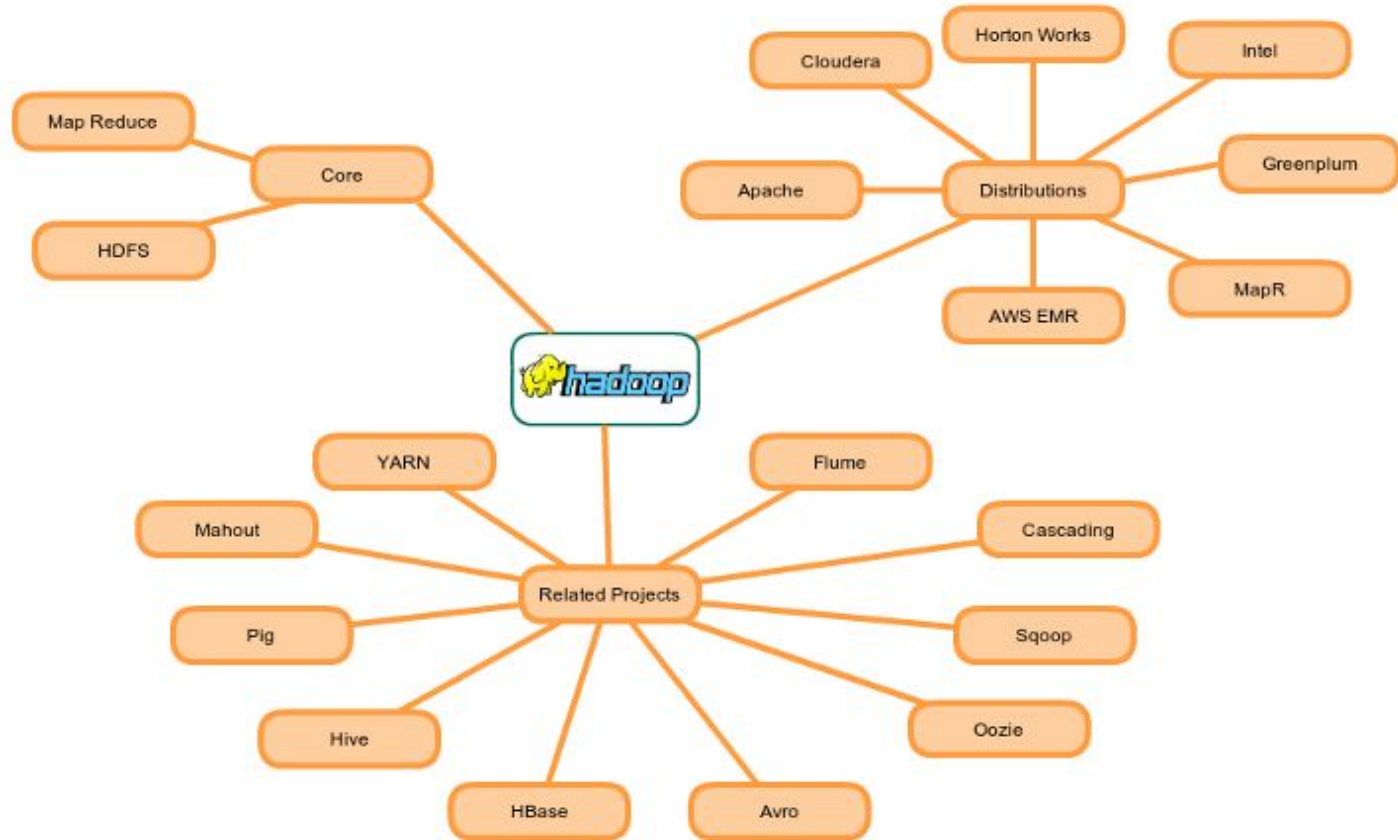 Horton Works
Cloudera
Intel
Map Reduce
Core
Apache
Distributions
Greenplum
HDFS
MapR
AWS EMR
hadoop
YARN
Flume
Mahout
Cascading
Related Projects
Pig
Sqoop
Hive
Oozie
HBase
Avro